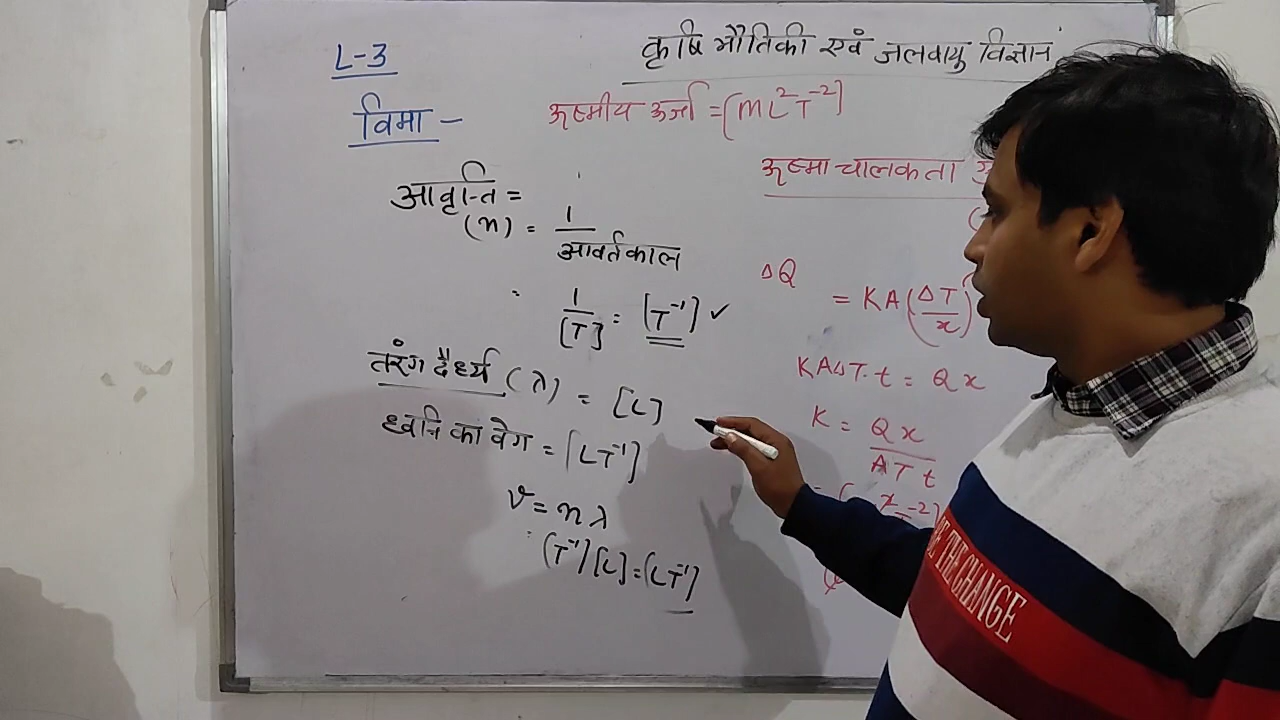 L-3
कृषि भौतिकी एवं जलवायु विज्ञान
विमा -
ऊष्मीय ऊर्जा = [ML²T⁻²]
आवृत्ति =
(n) = 1/आवर्तकाल
= 1/[T] = [T⁻¹] ✓
तरंग दैर्ध्य (λ) = [L]
ध्वनि का वेग = [LT⁻¹]
v = nλ
[T⁻¹][L] = [LT⁻¹]
ऊष्मा चालकता
ΔQ = KA(ΔT/x)
KAΔT.t = Qx
K = Qx/ATt
THE CHANGE